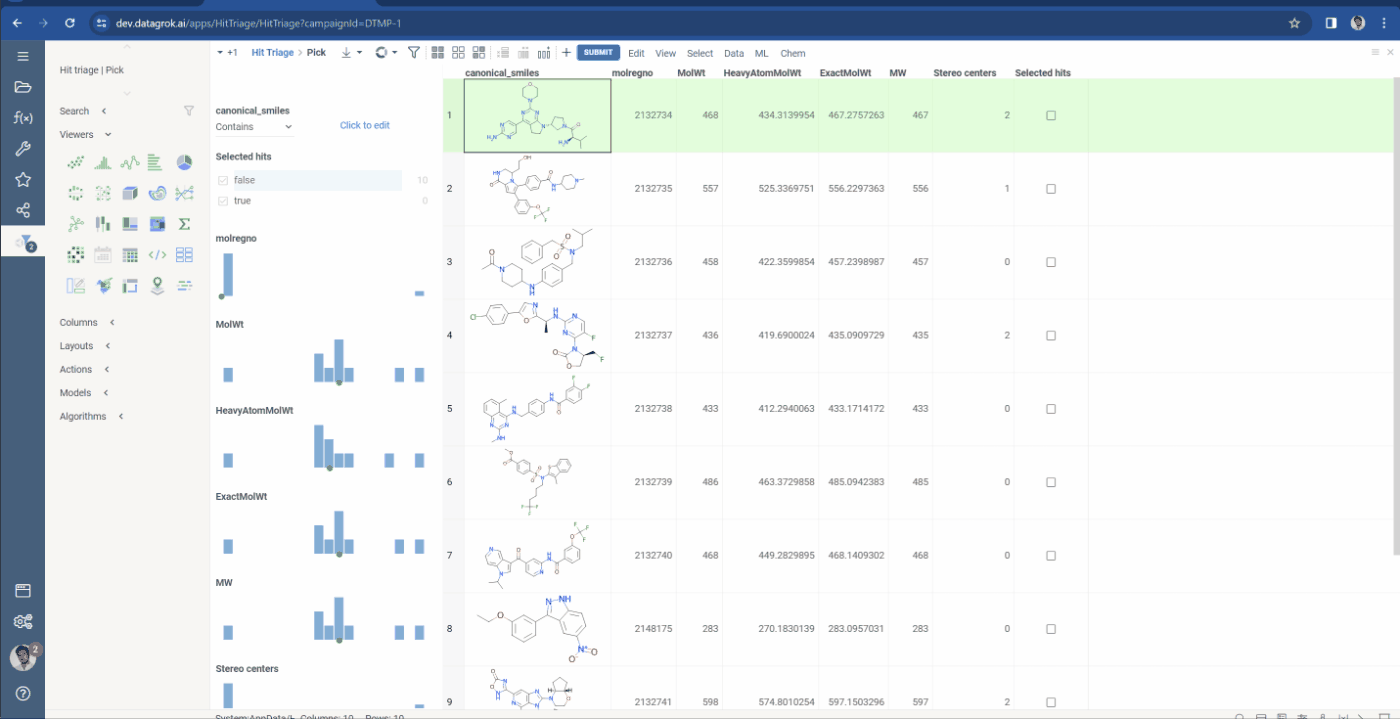 dev.datagrok.ai/apps/HitTriage/HitTriage?campaignId=DTMP-1
+1 Hit Triage > Pick SUBMIT Edit View Select Data ML Chem
Hit triage | Pick
Search
Viewers
Columns
Layouts
Actions
Models
Algorithms
f(x)
2
2
canonical_smiles
Contains Click to edit
Selected hits
false 10
true 0
molregno
MolWt
HeavyAtomMolWt
ExactMolWt
MW
Stereo centers
canonical_smiles molregno MolWt HeavyAtomMolWt ExactMolWt MW Stereo centers Selected hits
1 2132734 468 434.3139954 467.2757263 467 2
2 2132735 557 525.3369751 556.2297363 556 1
3 2132736 458 422.3599854 457.2398987 457 0
4 2132737 436 419.6900024 435.0909729 435 2
5 2132738 433 412.2940063 433.1714172 433 0
6 2132739 486 463.3729858 485.0942383 485 0
7 2132740 468 449.2829895 468.1409302 468 0
8 2148175 283 270.1830139 283.0957031 283 0
9 2132741 598 574.8010254 597.1503296 597 2
Columns: 10 Rows: 10